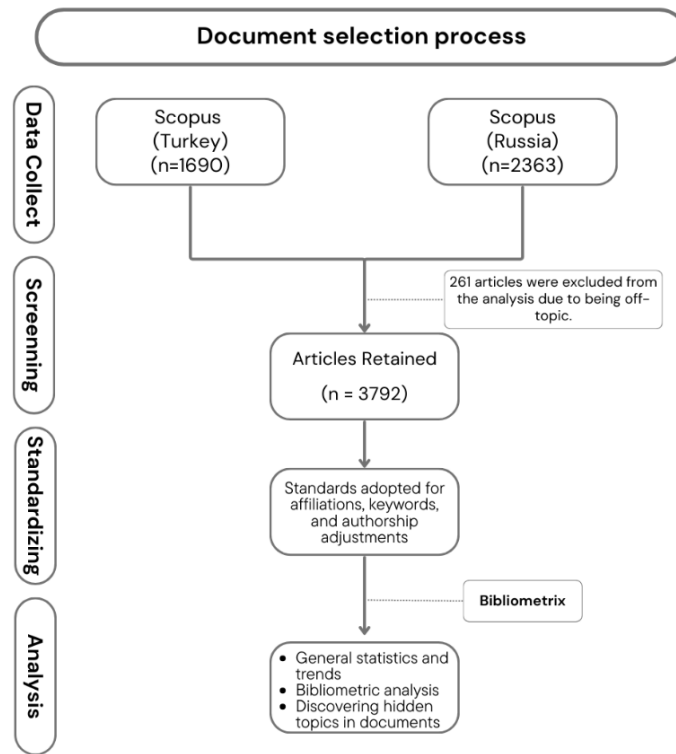 Document selection process
Data Collect
Scopus
(Turkey)
(n=1690)
Scopus
(Russia)
(n=2363)
Screnning
261 articles were excluded from
the analysis due to being off-
topic.
Articles Retained
(n = 3792)
Standardizing
Standards adopted for
affiliations, keywords,
and authorship
adjustments
Bibliometrix
Analysis
• General statistics and
trends
• Bibliometric analysis
• Discovering hidden
topics in documents